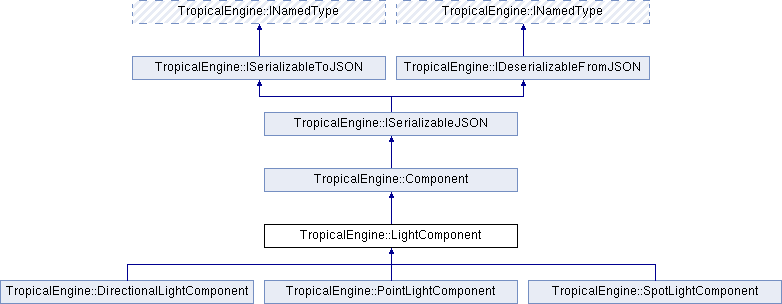 TropicalEngine::INamedType
TropicalEngine::INamedType
TropicalEngine::ISerializableToJSON
TropicalEngine::IDeserializableFromJSON
TropicalEngine::ISerializableJSON
TropicalEngine::Component
TropicalEngine::LightComponent
TropicalEngine::DirectionalLightComponent
TropicalEngine::PointLightComponent
TropicalEngine::SpotLightComponent